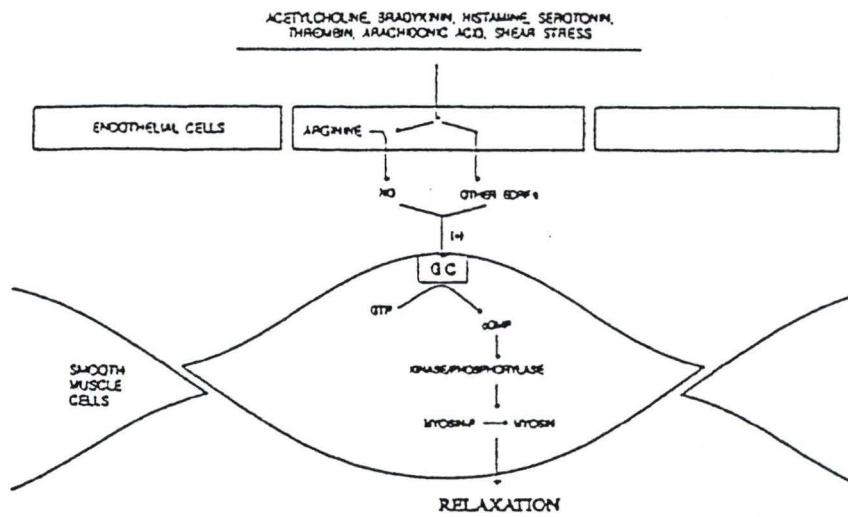 ACETYLCHOLINE, BRADYKININ, HISTAMINE, SEROTONIN,
THROMBIN, ARACHIDONIC ACID, SHEAR STRESS
ENDOTHELIAL CELLS
ARGININE
NO
OTHER EDRFs
(+)
GC
GTP
cGMP
KINASE/PHOSPHORYLASE
SMOOTH
MUSCLE
CELLS
MYOSIN-P
MYOSIN
RELAXATION